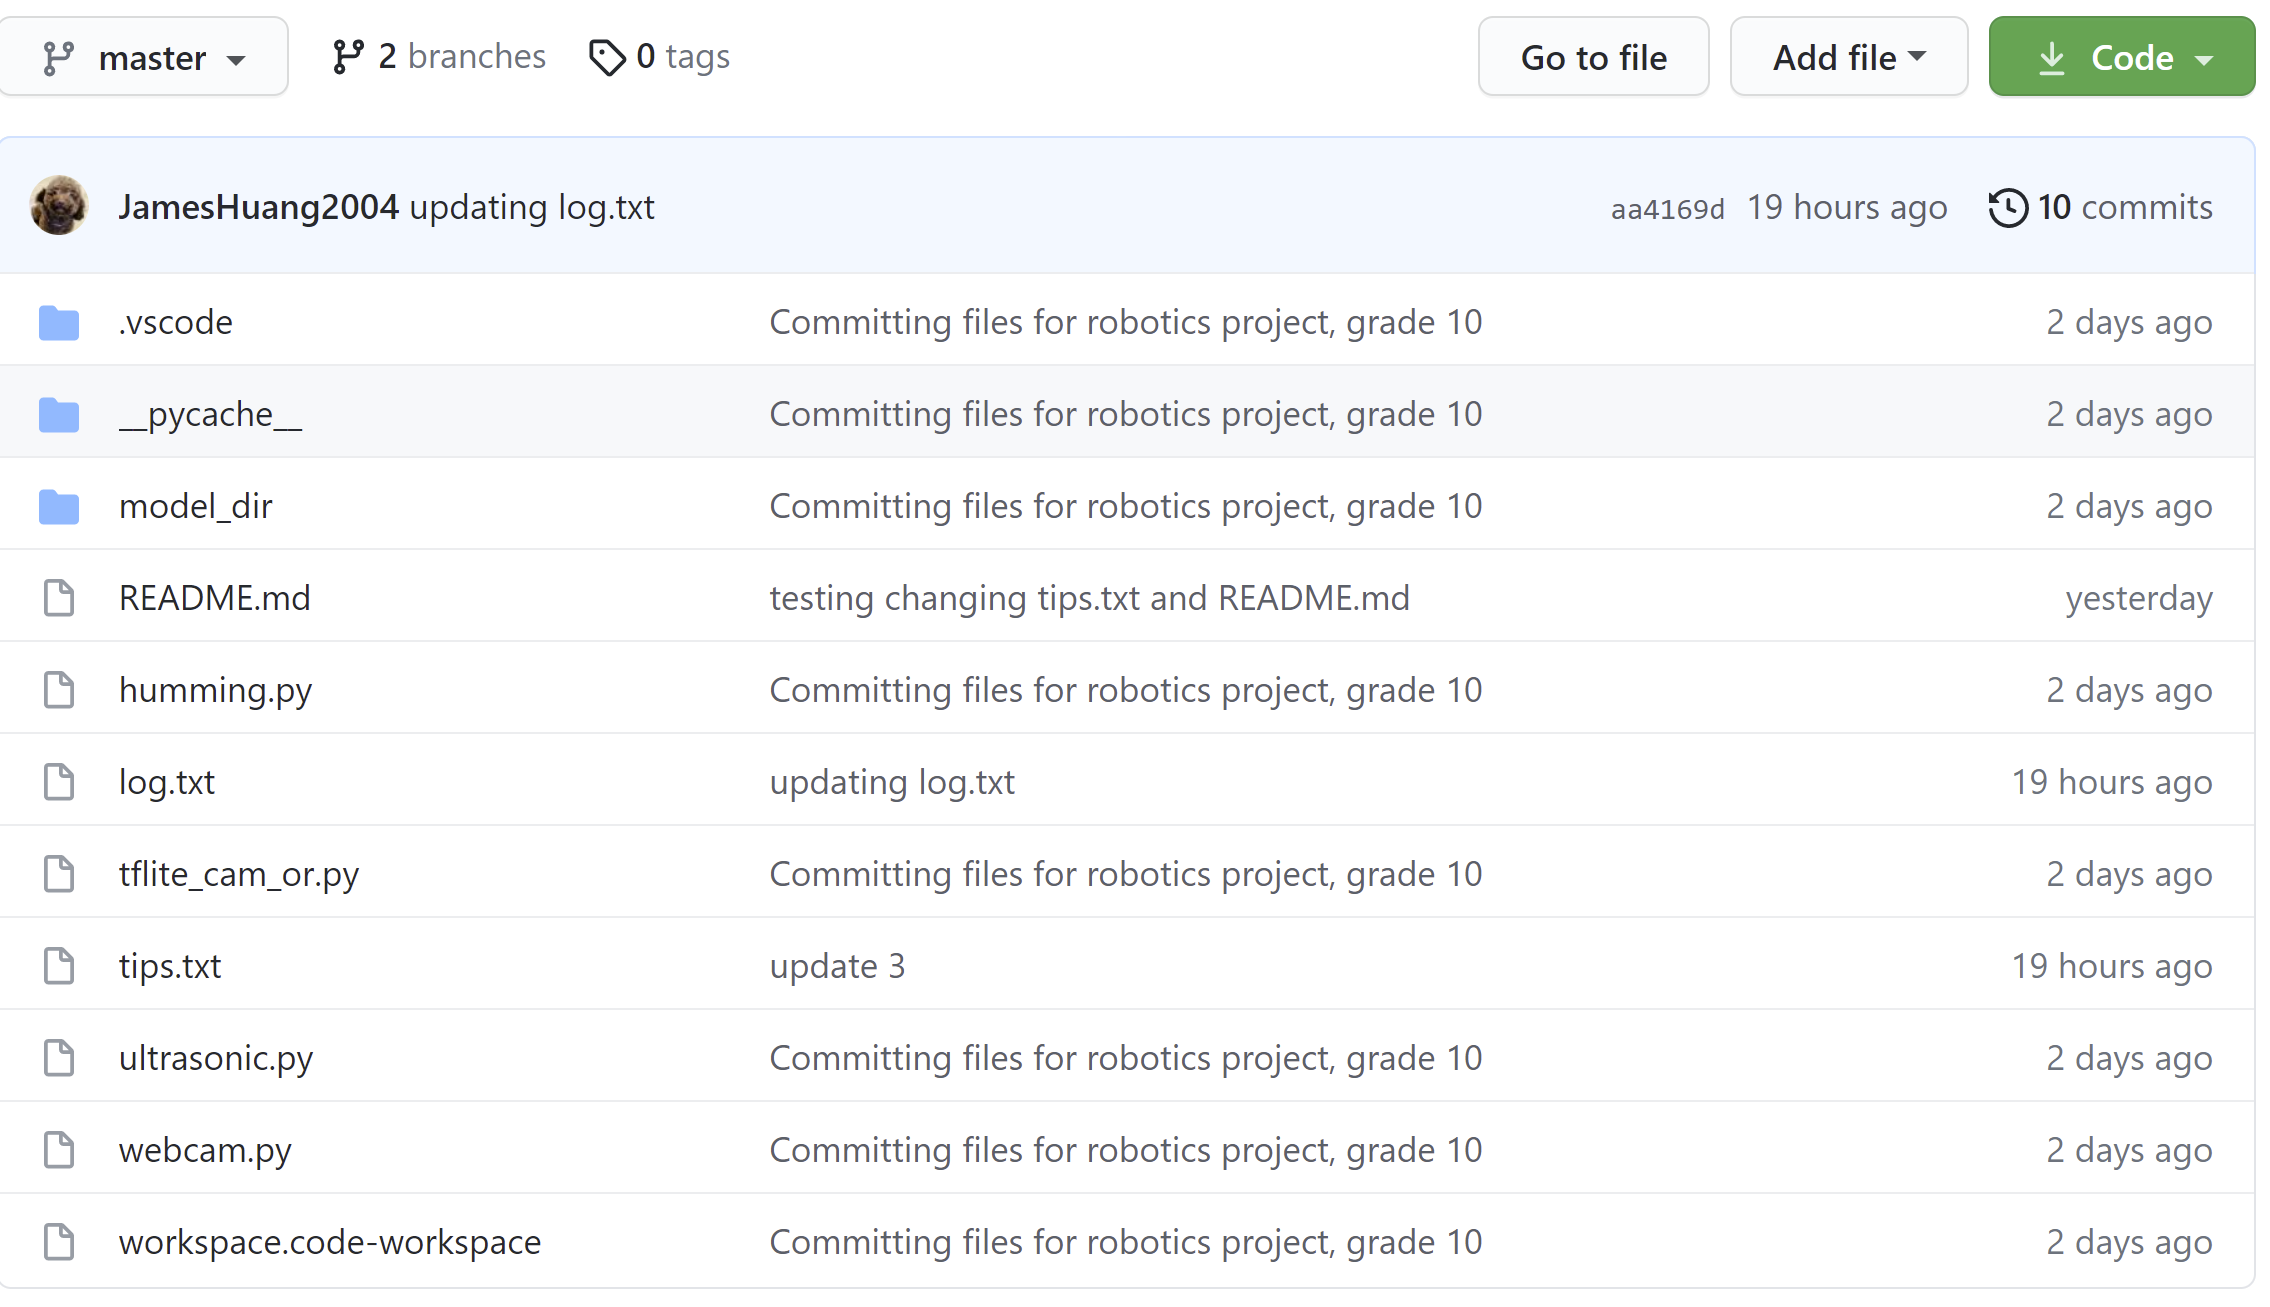 master 2 branches 0 tags Go to file Add file Code
JamesHuang2004 updating log.txt aa4169d 19 hours ago 10 commits
.vscode Committing files for robotics project, grade 10 2 days ago
__pycache__ Committing files for robotics project, grade 10 2 days ago
model_dir Committing files for robotics project, grade 10 2 days ago
README.md testing changing tips.txt and README.md yesterday
humming.py Committing files for robotics project, grade 10 2 days ago
log.txt updating log.txt 19 hours ago
tflite_cam_or.py Committing files for robotics project, grade 10 2 days ago
tips.txt update 3 19 hours ago
ultrasonic.py Committing files for robotics project, grade 10 2 days ago
webcam.py Committing files for robotics project, grade 10 2 days ago
workspace.code-workspace Committing files for robotics project, grade 10 2 days ago